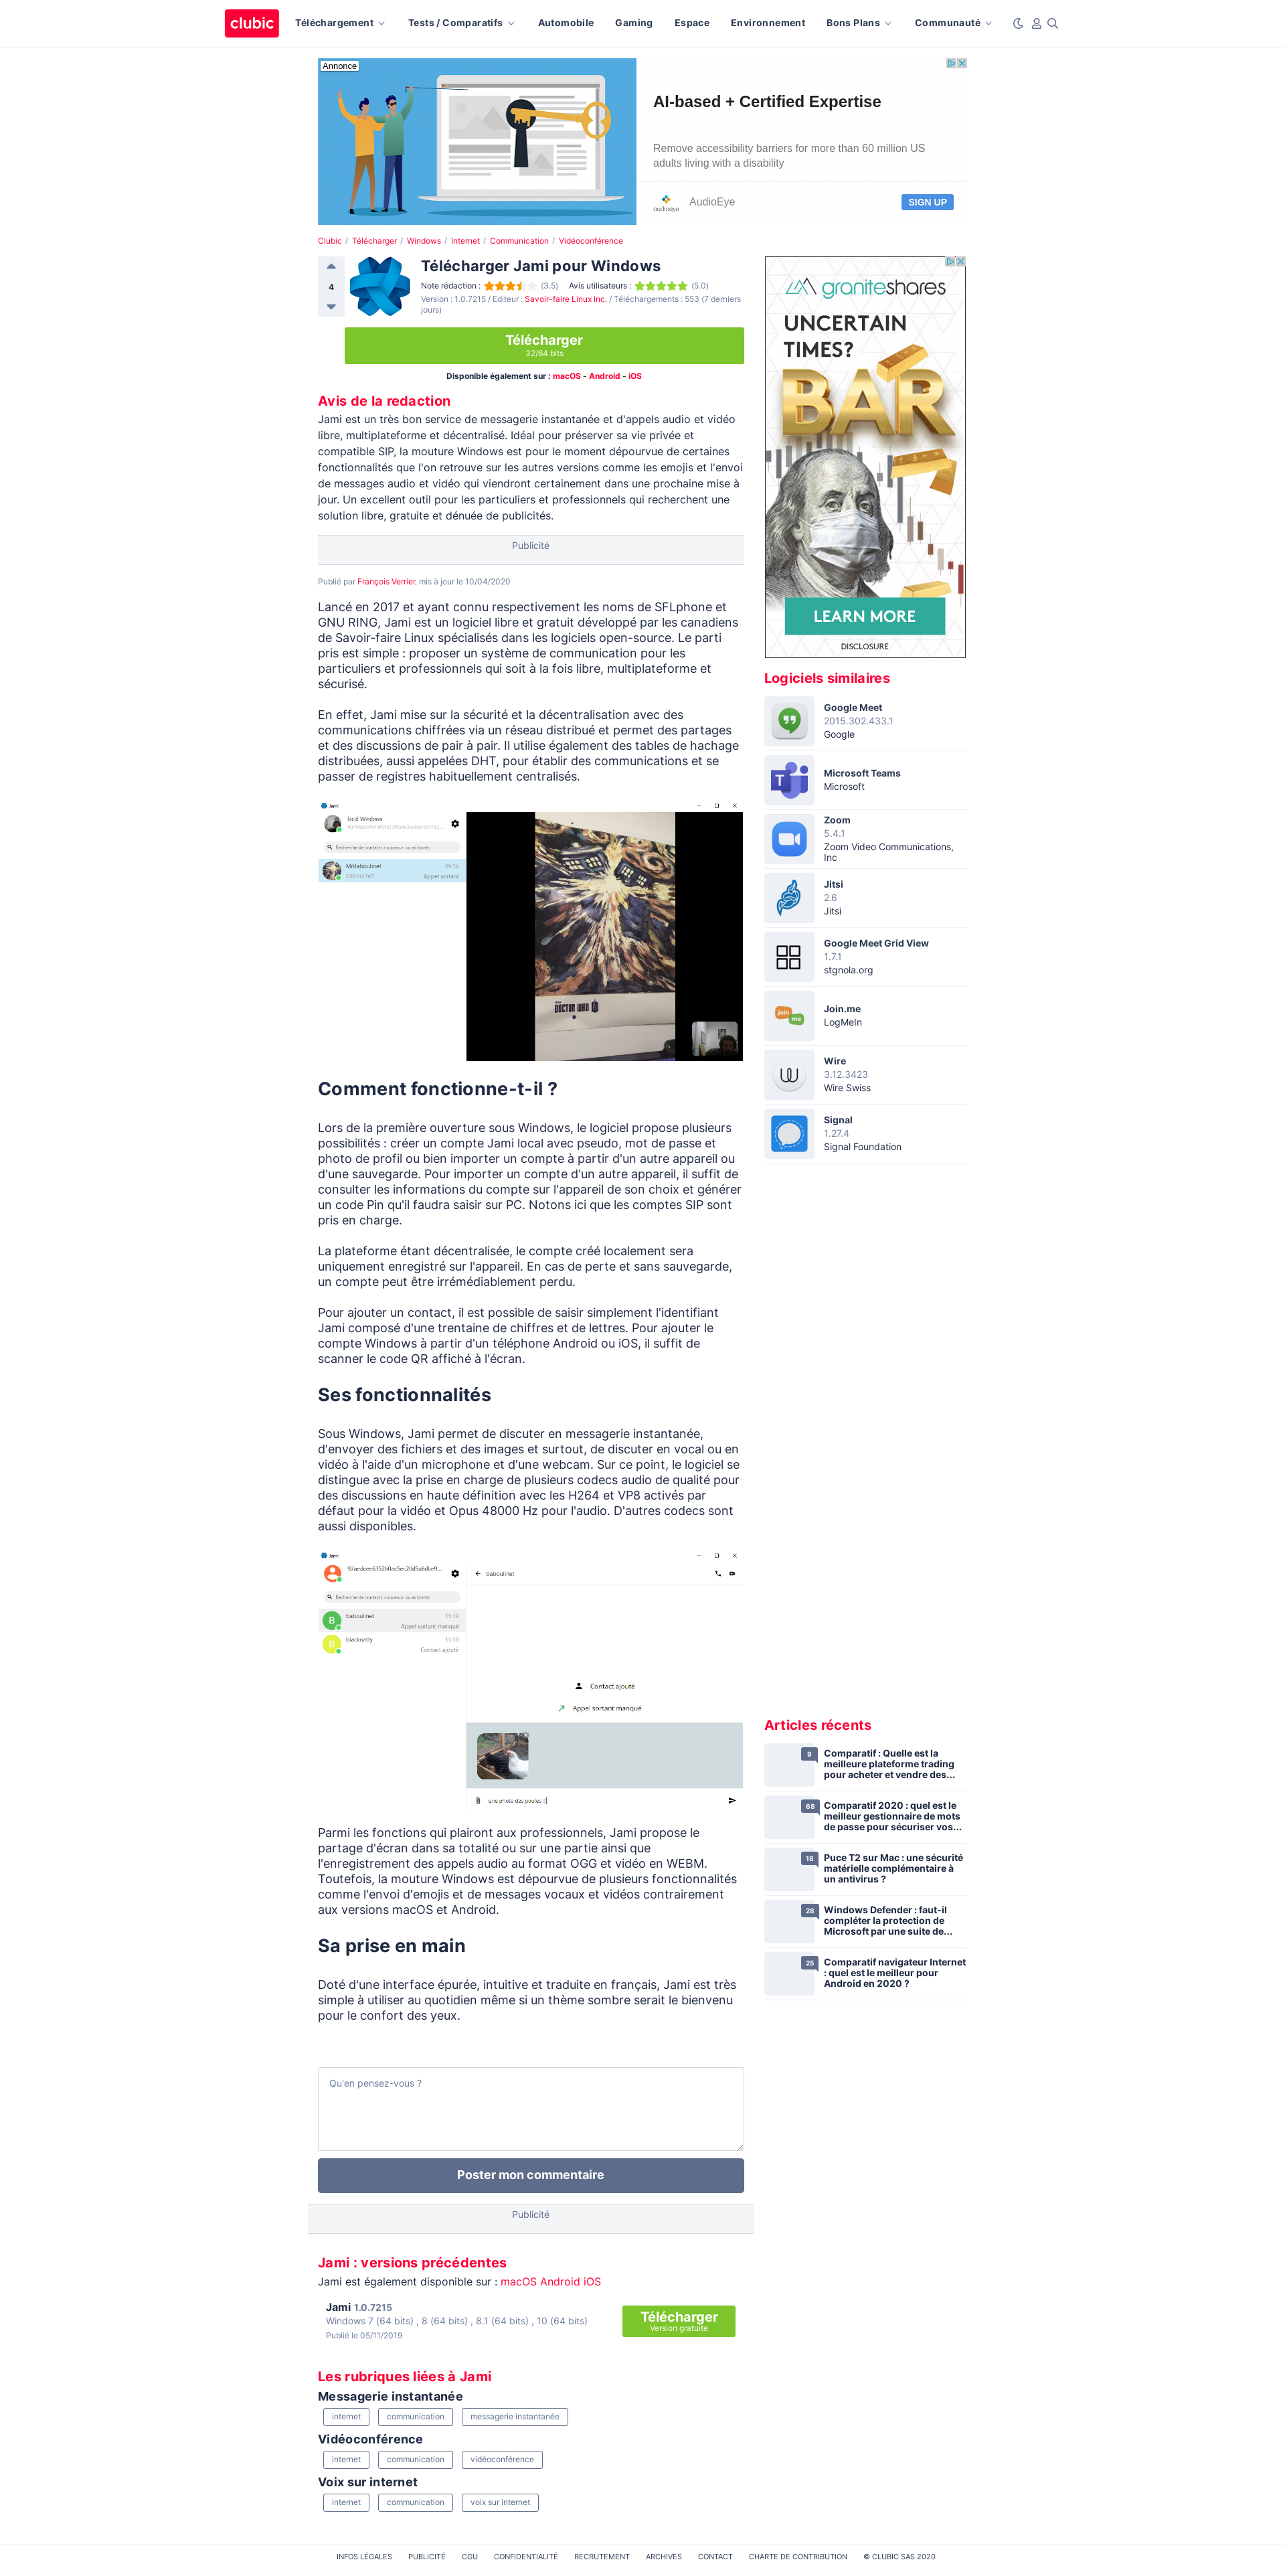 clubic Téléchargement Tests / Comparatifs Automobile Gaming Espace Environnement Bons Plans Communauté
Annonce
AI-based + Certified Expertise
Remove accessibility barriers for more than 60 million US
adults living with a disability
audioeye AudioEye SIGN UP
Clubic / Télécharger / Windows / Internet / Communication / Vidéoconférence
4
Télécharger Jami pour Windows
Note rédaction : (3.5) Avis utilisateurs : (5.0)
Version : 1.0.7215 / Editeur : Savoir-faire Linux Inc. / Téléchargements : 553 (7 derniers
jours)
Télécharger
32/64 bits
Disponible également sur : macOS - Android - iOS
Avis de la redaction
Jami est un très bon service de messagerie instantanée et d'appels audio et vidéo
libre, multiplateforme et décentralisé. Idéal pour préserver sa vie privée et
compatible SIP, la mouture Windows est pour le moment dépourvue de certaines
fonctionnalités que l'on retrouve sur les autres versions comme les emojis et l'envoi
de messages audio et vidéo qui viendront certainement dans une prochaine mise à
jour. Un excellent outil pour les particuliers et professionnels qui recherchent une
solution libre, gratuite et dénuée de publicités.
Publicité
Publié par François Verrier, mis à jour le 10/04/2020
Lancé en 2017 et ayant connu respectivement les noms de SFLphone et
GNU RING, Jami est un logiciel libre et gratuit développé par les canadiens
de Savoir-faire Linux spécialisés dans les logiciels open-source. Le parti
pris est simple : proposer un système de communication pour les
particuliers et professionnels qui soit à la fois libre, multiplateforme et
sécurisé.
En effet, Jami mise sur la sécurité et la décentralisation avec des
communications chiffrées via un réseau distribué et permet des partages
et des discussions de pair à pair. Il utilise également des tables de hachage
distribuées, aussi appelées DHT, pour établir des communications et se
passer de registres habituellement centralisés.
Jami
local Windows
Recherche de contacts nouveaux ou existants
Mrlabaoulinet 09:16
baboulinet Appel sortant
DOCTOR WHO
Comment fonctionne-t-il ?
Lors de la première ouverture sous Windows, le logiciel propose plusieurs
possibilités : créer un compte Jami local avec pseudo, mot de passe et
photo de profil ou bien importer un compte à partir d'un autre appareil ou
d'une sauvegarde. Pour importer un compte d'un autre appareil, il suffit de
consulter les informations du compte sur l'appareil de son choix et générer
un code Pin qu'il faudra saisir sur PC. Notons ici que les comptes SIP sont
pris en charge.
La plateforme étant décentralisée, le compte créé localement sera
uniquement enregistré sur l'appareil. En cas de perte et sans sauvegarde,
un compte peut être irrémédiablement perdu.
Pour ajouter un contact, il est possible de saisir simplement l'identifiant
Jami composé d'une trentaine de chiffres et de lettres. Pour ajouter le
compte Windows à partir d'un téléphone Android ou iOS, il suffit de
scanner le code QR affiché à l'écran.
Ses fonctionnalités
Sous Windows, Jami permet de discuter en messagerie instantanée,
d'envoyer des fichiers et des images et surtout, de discuter en vocal ou en
vidéo à l'aide d'un microphone et d'une webcam. Sur ce point, le logiciel se
distingue avec la prise en charge de plusieurs codecs audio de qualité pour
des discussions en haute définition avec les H264 et VP8 activés par
défaut pour la vidéo et Opus 48000 Hz pour l'audio. D'autres codecs sont
aussi disponibles.
Jami
baboulinet
Recherche de contacts nouveaux ou existants
B baboulinet 15:19
Appel sortant manqué
B blacknally 15:18
Contact ajouté
Contact ajouté
Appel sortant manqué
une photo des poules !
Parmi les fonctions qui plairont aux professionnels, Jami propose le
partage d'écran dans sa totalité ou sur une partie ainsi que
l'enregistrement des appels audio au format OGG et vidéo en WEBM.
Toutefois, la mouture Windows est dépourvue de plusieurs fonctionnalités
comme l'envoi d'emojis et de messages vocaux et vidéos contrairement
aux versions macOS et Android.
Sa prise en main
Doté d'une interface épurée, intuitive et traduite en français, Jami est très
simple à utiliser au quotidien même si un thème sombre serait le bienvenu
pour le confort des yeux.
Qu'en pensez-vous ?
Poster mon commentaire
Publicité
Jami : versions précédentes
Jami est également disponible sur : macOS Android iOS
Jami 1.0.7215
Windows 7 (64 bits) , 8 (64 bits) , 8.1 (64 bits) , 10 (64 bits)
Publié le 05/11/2019
Télécharger
Version gratuite
Les rubriques liées à Jami
Messagerie instantanée
internet communication messagerie instantanée
Vidéoconférence
internet communication vidéoconférence
Voix sur internet
internet communication voix sur internet
graniteshares
UNCERTAIN
TIMES?
BAR
LEARN MORE
DISCLOSURE
Logiciels similaires
Google Meet
2015.302.433.1
Google
Microsoft Teams
Microsoft
Zoom
5.4.1
Zoom Video Communications,
Inc
Jitsi
2.6
Jitsi
Google Meet Grid View
1.7.1
stgnola.org
join me
Join.me
LogMeIn
Wire
3.12.3423
Wire Swiss
Signal
1.27.4
Signal Foundation
Articles récents
9
Comparatif : Quelle est la
meilleure plateforme trading
pour acheter et vendre des...
68
Comparatif 2020 : quel est le
meilleur gestionnaire de mots
de passe pour sécuriser vos...
18
Puce T2 sur Mac : une sécurité
matérielle complémentaire à
un antivirus ?
28
Windows Defender : faut-il
compléter la protection de
Microsoft par une suite de...
25
Comparatif navigateur Internet
: quel est le meilleur pour
Android en 2020 ?
INFOS LÉGALES PUBLICITÉ CGU CONFIDENTIALITÉ RECRUTEMENT ARCHIVES CONTACT CHARTE DE CONTRIBUTION © CLUBIC SAS 2020